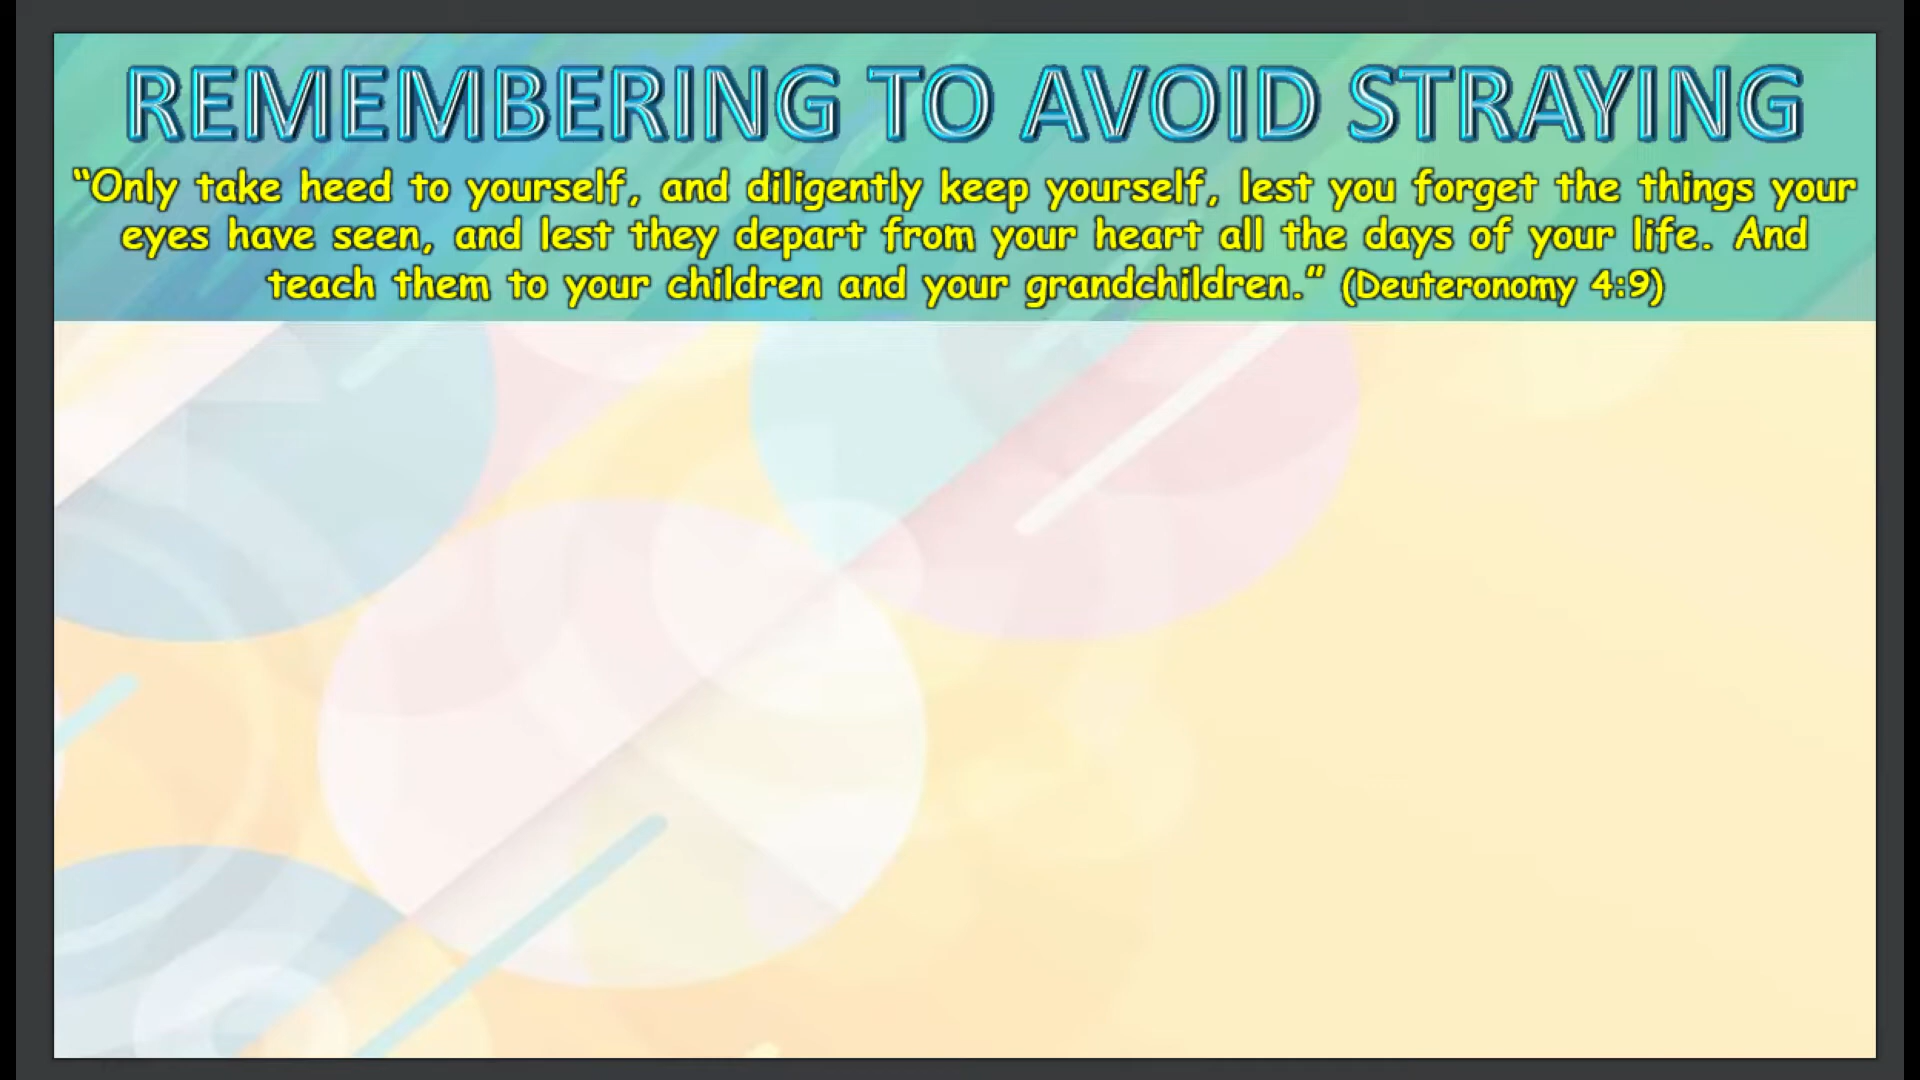 REMEMBERING TO AVOID STRAYING
“Only take heed to yourself, and diligently keep yourself, lest you forget the things your
eyes have seen, and lest they depart from your heart all the days of your life. And
teach them to your children and your grandchildren.” (Deuteronomy 4:9)